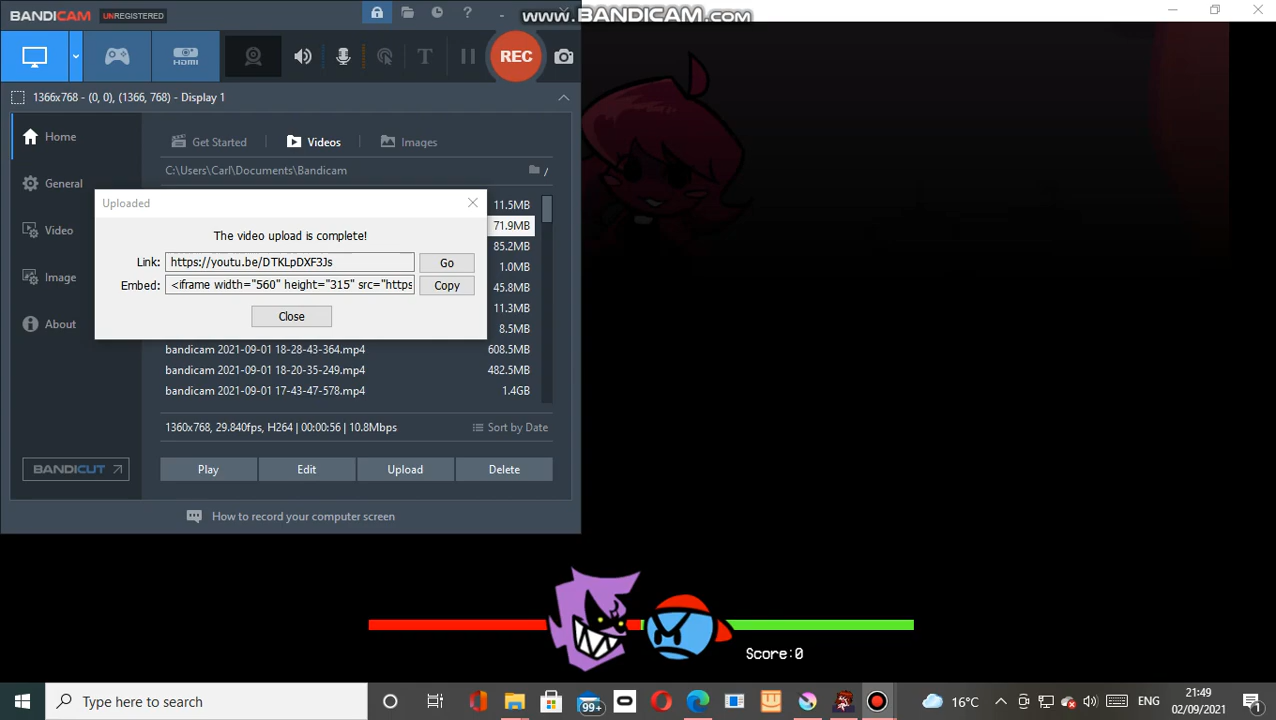 BANDICAM UNREGISTERED
www.BANDICAM.com
HDMI
T
REC
1366x768 - (0, 0), (1366, 768) - Display 1
Home
General
Video
Image
About
Get Started
Videos
Images
C:\Users\Carl\Documents\Bandicam
/
11.5MB
71.9MB
85.2MB
1.0MB
45.8MB
11.3MB
8.5MB
Uploaded
The video upload is complete!
Link: https://youtu.be/DTKLpDXF3Js Go
Embed: <iframe width="560" height="315" src="https Copy
Close
bandicam 2021-09-01 18-28-43-364.mp4 608.5MB
bandicam 2021-09-01 18-20-35-249.mp4 482.5MB
bandicam 2021-09-01 17-43-47-578.mp4 1.4GB
1360x768, 29.840fps, H264 | 00:00:56 | 10.8Mbps
Sort by Date
BANDICUT
Play
Edit
Upload
Delete
How to record your computer screen
Score:0
Type here to search
99+
16°C
ENG
21:49
02/09/2021
1